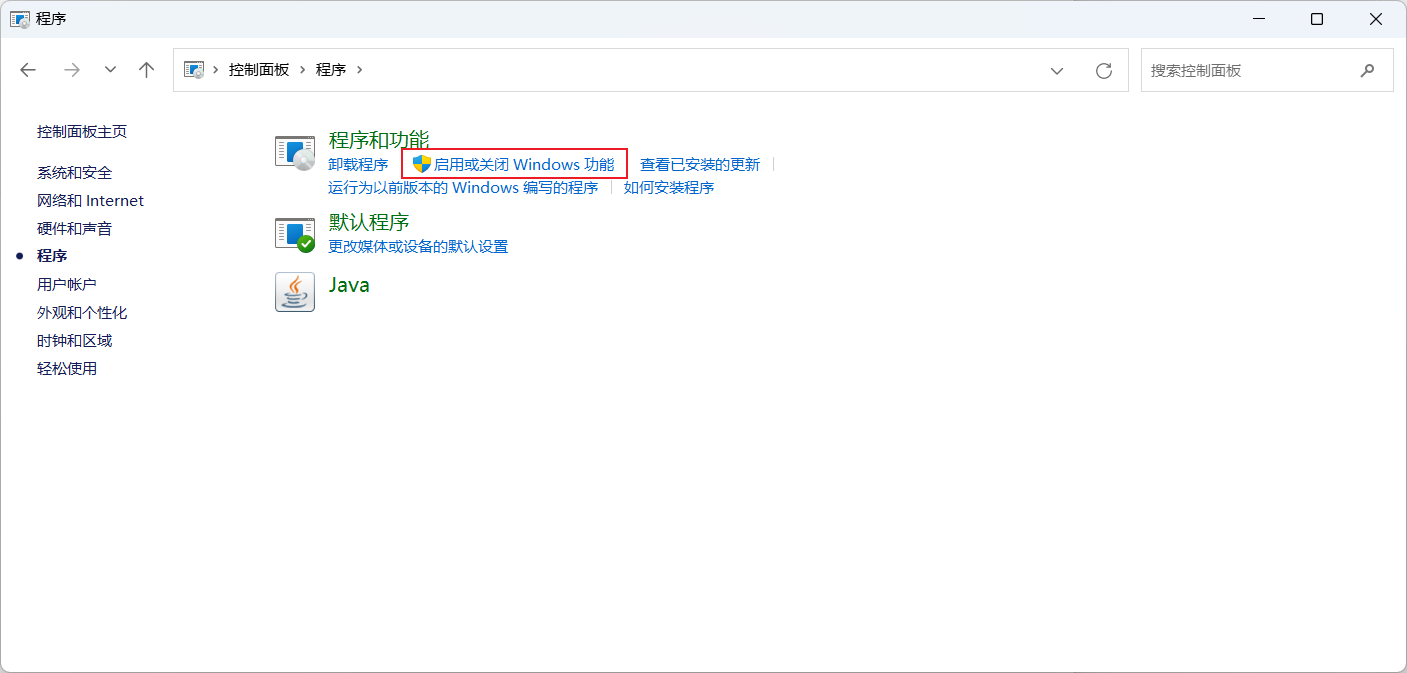 程序
控制面板 程序
搜索控制面板
控制面板主页
系统和安全
网络和 Internet
硬件和声音
程序
用户帐户
外观和个性化
时钟和区域
轻松使用
程序和功能
卸载程序 启用或关闭 Windows 功能 查看已安装的更新
运行为以前版本的 Windows 编写的程序 如何安装程序
默认程序
更改媒体或设备的默认设置
Java